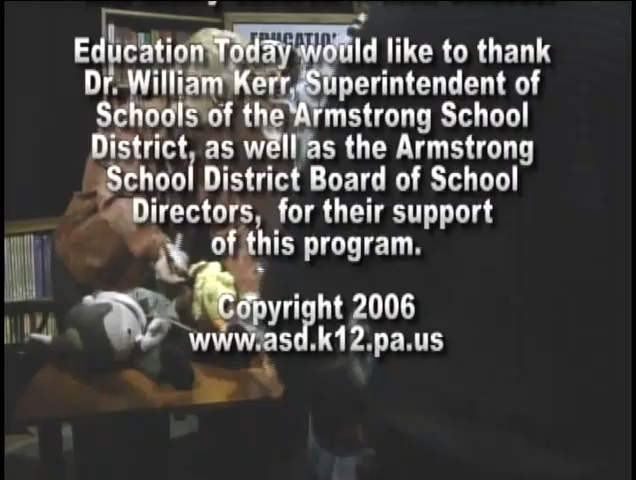 EDUCATION
Education Today would like to thank
Dr. William Kerr, Superintendent of
Schools of the Armstrong School
District, as well as the Armstrong
School District Board of School
Directors, for their support
of this program.
Copyright 2006
www.asd.k12.pa.us